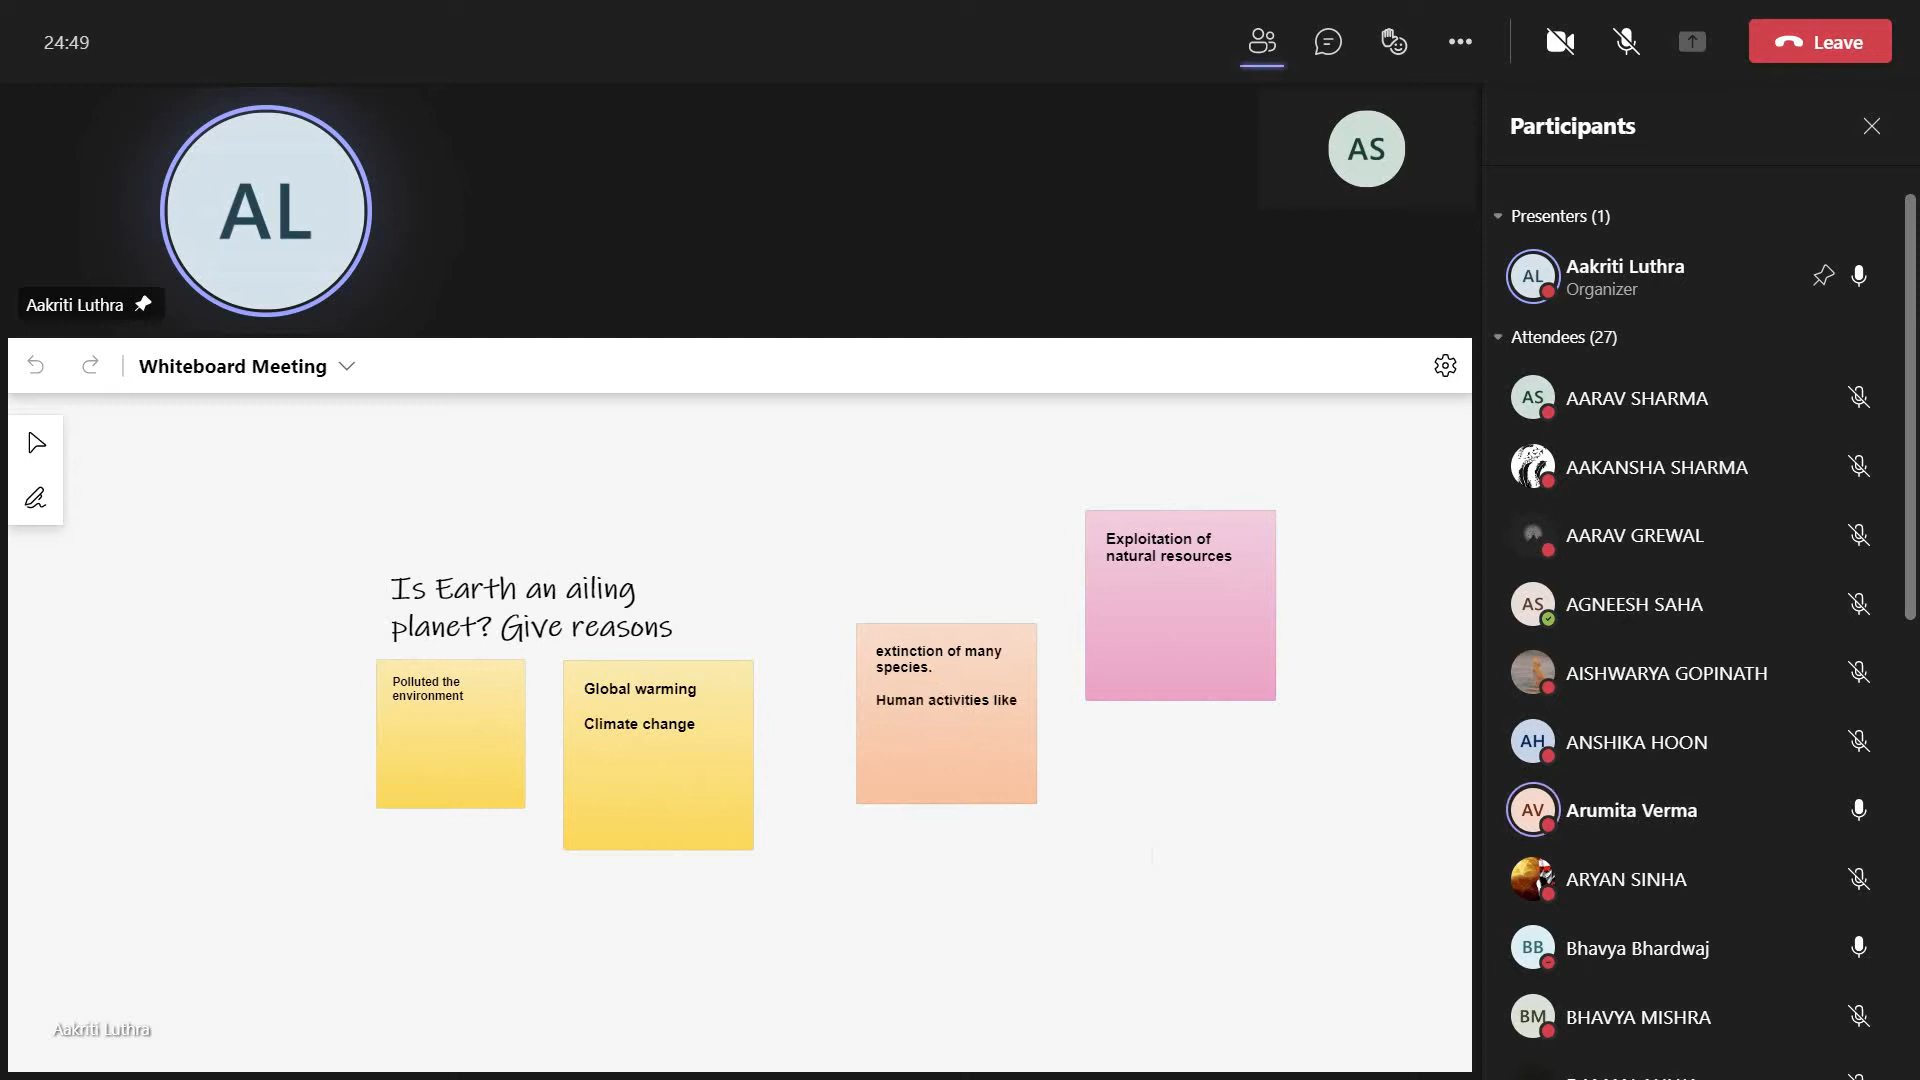 24:49
Leave
AL
AS
Aakriti Luthra
Participants
Presenters (1)
AL
Aakriti Luthra
Organizer
Attendees (27)
AS
AARAV SHARMA
AAKANSHA SHARMA
AARAV GREWAL
AS
AGNEESH SAHA
AISHWARYA GOPINATH
AH
ANSHIKA HOON
AV
Arumita Verma
ARYAN SINHA
BB
Bhavya Bhardwaj
BM
BHAVYA MISHRA
Whiteboard Meeting
Is Earth an ailing
planet? Give reasons
Polluted the
environment
Global warming
Climate change
extinction of many
species.
Human activities like
Exploitation of
natural resources
Aakriti Luthra